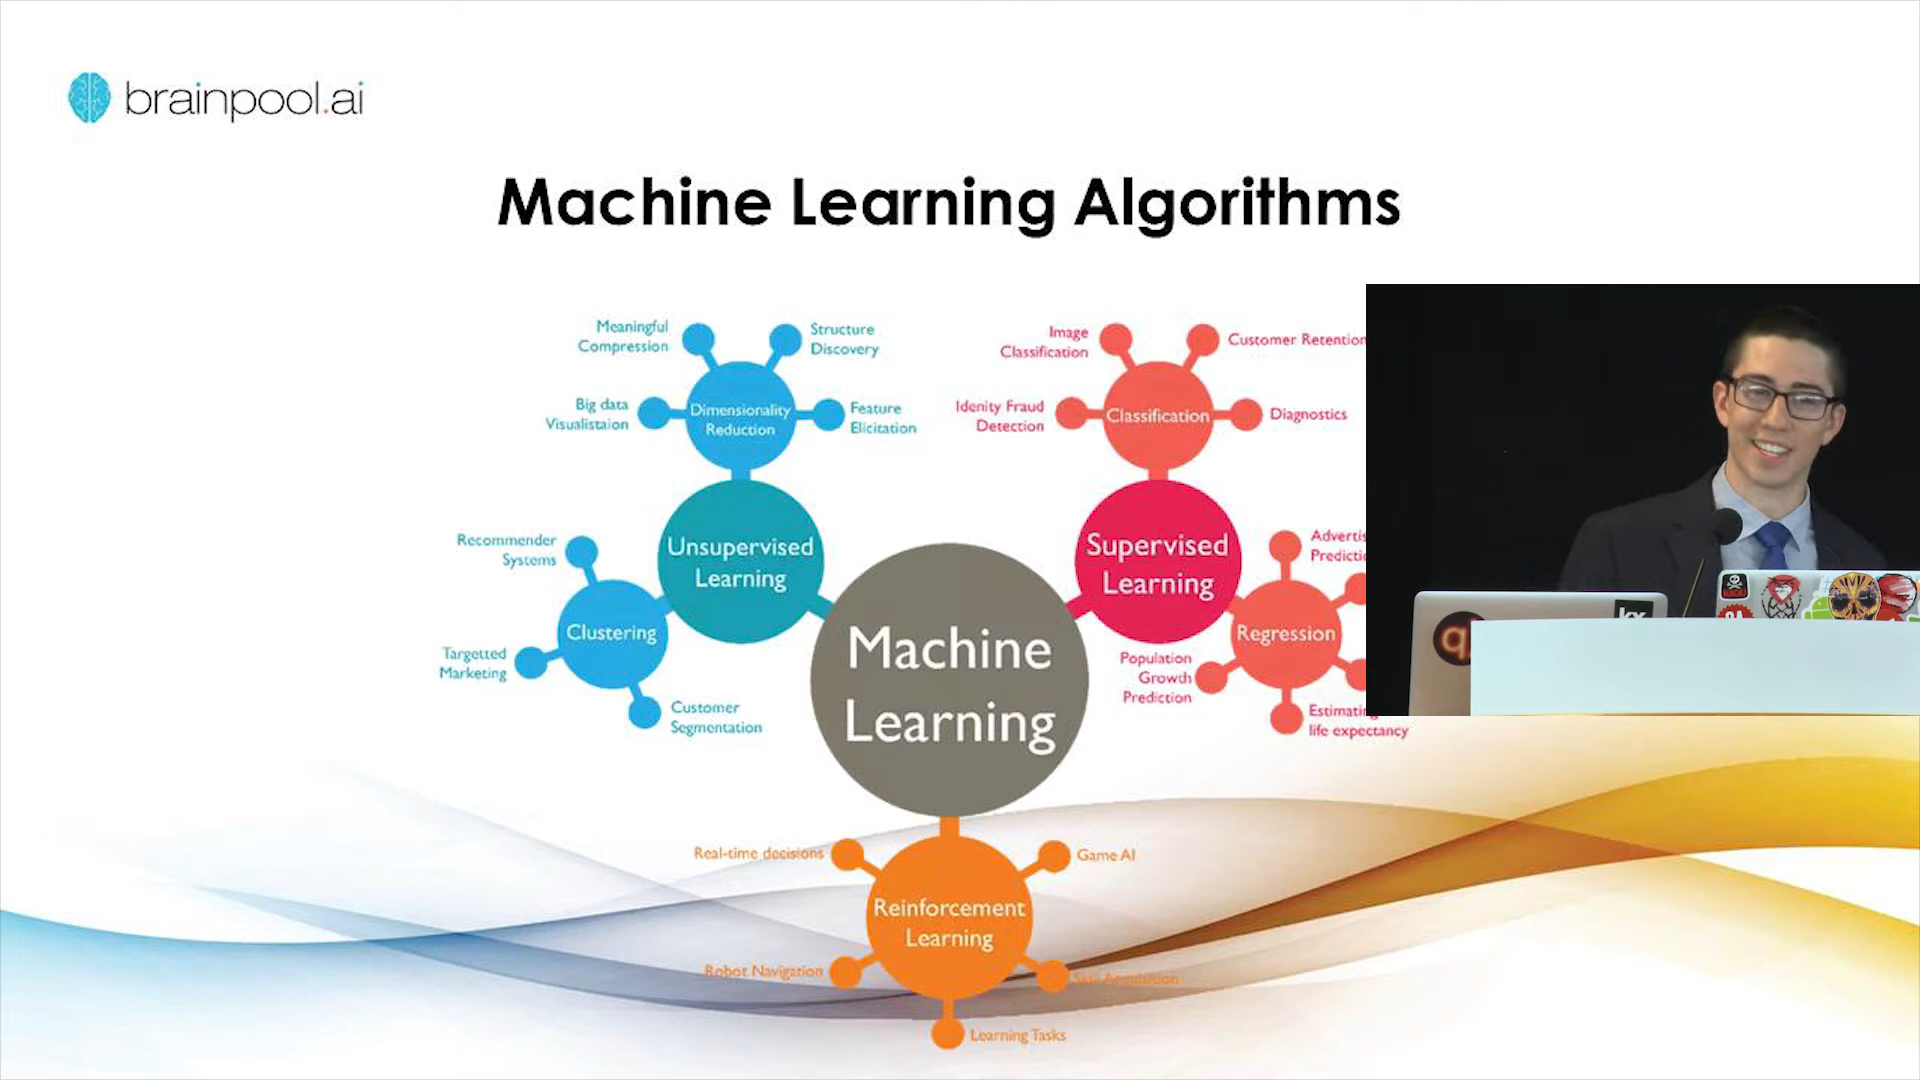 brainpool.ai
Machine Learning Algorithms
Meaningful
Compression
Structure
Discovery
Big data
Visualistaion
Dimensionality
Reduction
Feature
Elicitation
Image
Classification
Customer Retention
Idenity Fraud
Detection
Classification
Diagnostics
Unsupervised
Learning
Supervised
Learning
Recommender
Systems
Clustering
Targetted
Marketing
Customer
Segmentation
Machine
Learning
Regression
Population
Growth
Prediction
life expectancy
Real-time decisions
Game AI
Reinforcement
Learning
Robot Navigation
Learning Tasks
HACK
kx